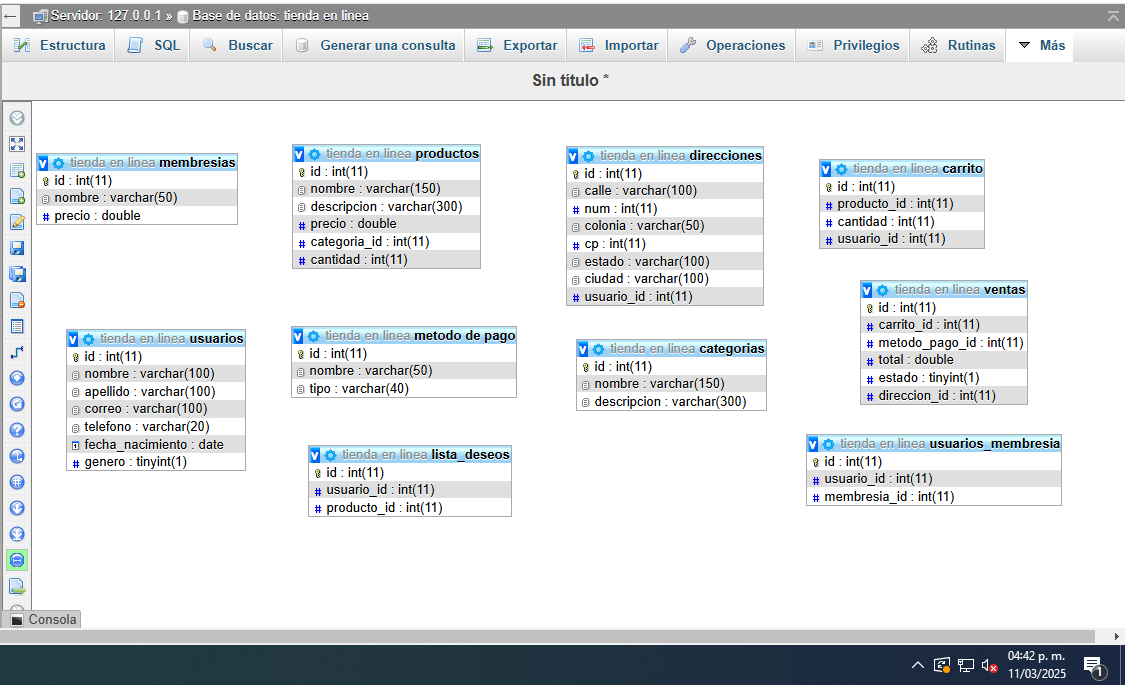 Servidor: 127.0.0.1 » Base de datos: tienda en linea
Estructura SQL Buscar Generar una consulta Exportar Importar Operaciones Privilegios Rutinas Más
Sin título *
tienda en linea membresias
id : int(11)
nombre : varchar(50)
precio : double
tienda en linea productos
id : int(11)
nombre : varchar(150)
descripcion : varchar(300)
precio : double
categoria_id : int(11)
cantidad : int(11)
tienda en linea direcciones
id : int(11)
calle : varchar(100)
num : int(11)
colonia : varchar(50)
cp : int(11)
estado : varchar(100)
ciudad : varchar(100)
usuario_id : int(11)
tienda en linea carrito
id : int(11)
producto_id : int(11)
cantidad : int(11)
usuario_id : int(11)
tienda en linea ventas
id : int(11)
carrito_id : int(11)
metodo_pago_id : int(11)
total : double
estado : tinyint(1)
direccion_id : int(11)
tienda en linea usuarios
id : int(11)
nombre : varchar(100)
apellido : varchar(100)
correo : varchar(100)
telefono : varchar(20)
fecha_nacimiento : date
genero : tinyint(1)
tienda en linea metodo de pago
id : int(11)
nombre : varchar(50)
tipo : varchar(40)
tienda en linea categorias
id : int(11)
nombre : varchar(150)
descripcion : varchar(300)
tienda en linea lista_deseos
id : int(11)
usuario_id : int(11)
producto_id : int(11)
tienda en linea usuarios_membresia
id : int(11)
usuario_id : int(11)
membresia_id : int(11)
Consola
04:42 p. m.
11/03/2025
1